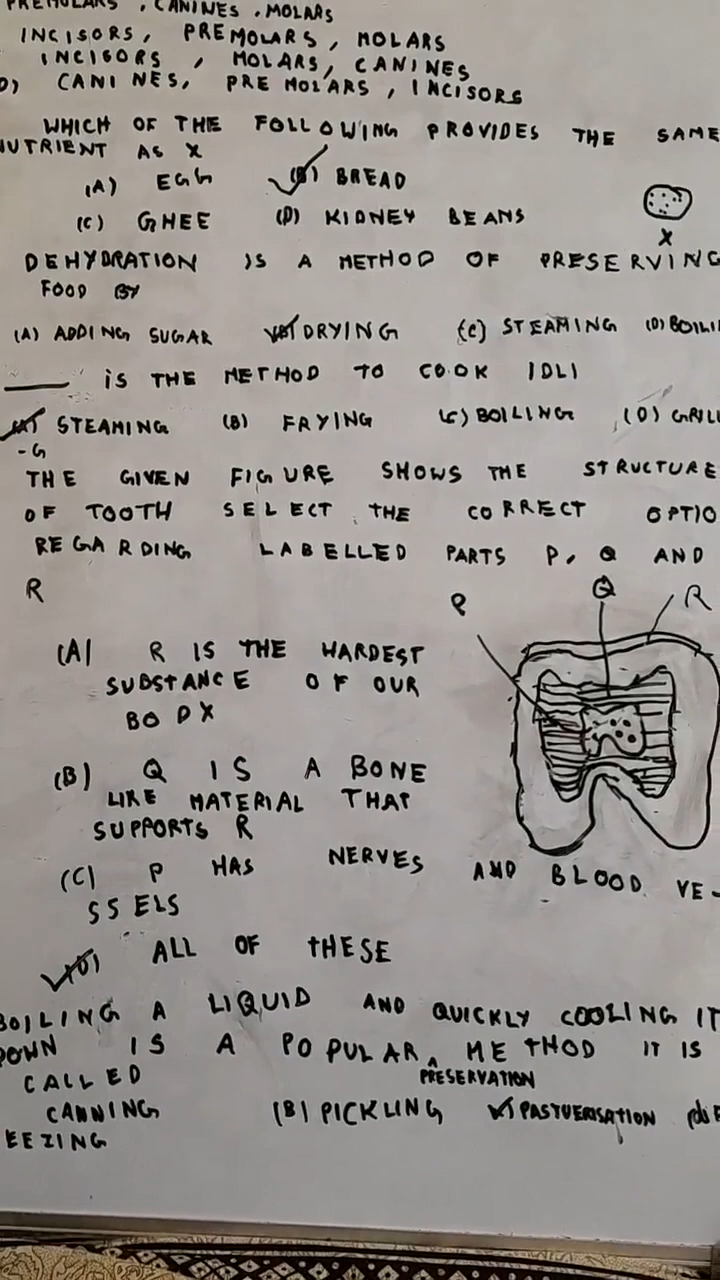 PREMOLARS, CANINES, MOLARS
INCISORS, PREMOLARS, MOLARS
INCISORS, MOLARS, CANINES
D) CANINES, PREMOLARS, INCISORS
WHICH OF THE FOLLOWING PROVIDES THE SAME
NUTRIENT AS X
(A) EGG (B) BREAD
(C) GHEE (D) KIDNEY BEANS
X
DEHYDRATION IS A METHOD OF PRESERVING
FOOD BY
(A) ADDING SUGAR (B) DRYING (C) STEAMING (D) BOILI
____ IS THE METHOD TO COOK IDLI
(A) STEAMING (B) FRYING (C) BOILING (D) GRILL
-G
THE GIVEN FIGURE SHOWS THE STRUCTURE
OF TOOTH SELECT THE CORRECT OPTIO
REGARDING LABELLED PARTS P, Q AND
R
P Q R
(A) R IS THE HARDEST
SUBSTANCE OF OUR
BODY
(B) Q IS A BONE
LIKE MATERIAL THAT
SUPPORTS R
(C) P HAS NERVES AND BLOOD VE-
SSELS
(D) ALL OF THESE
BOILING A LIQUID AND QUICKLY COOLING IT
DOWN IS A POPULAR METHOD IT IS
PRESERVATION
CALLED
CANNING (B) PICKLING PASTUERISATION (D) F
EEZING